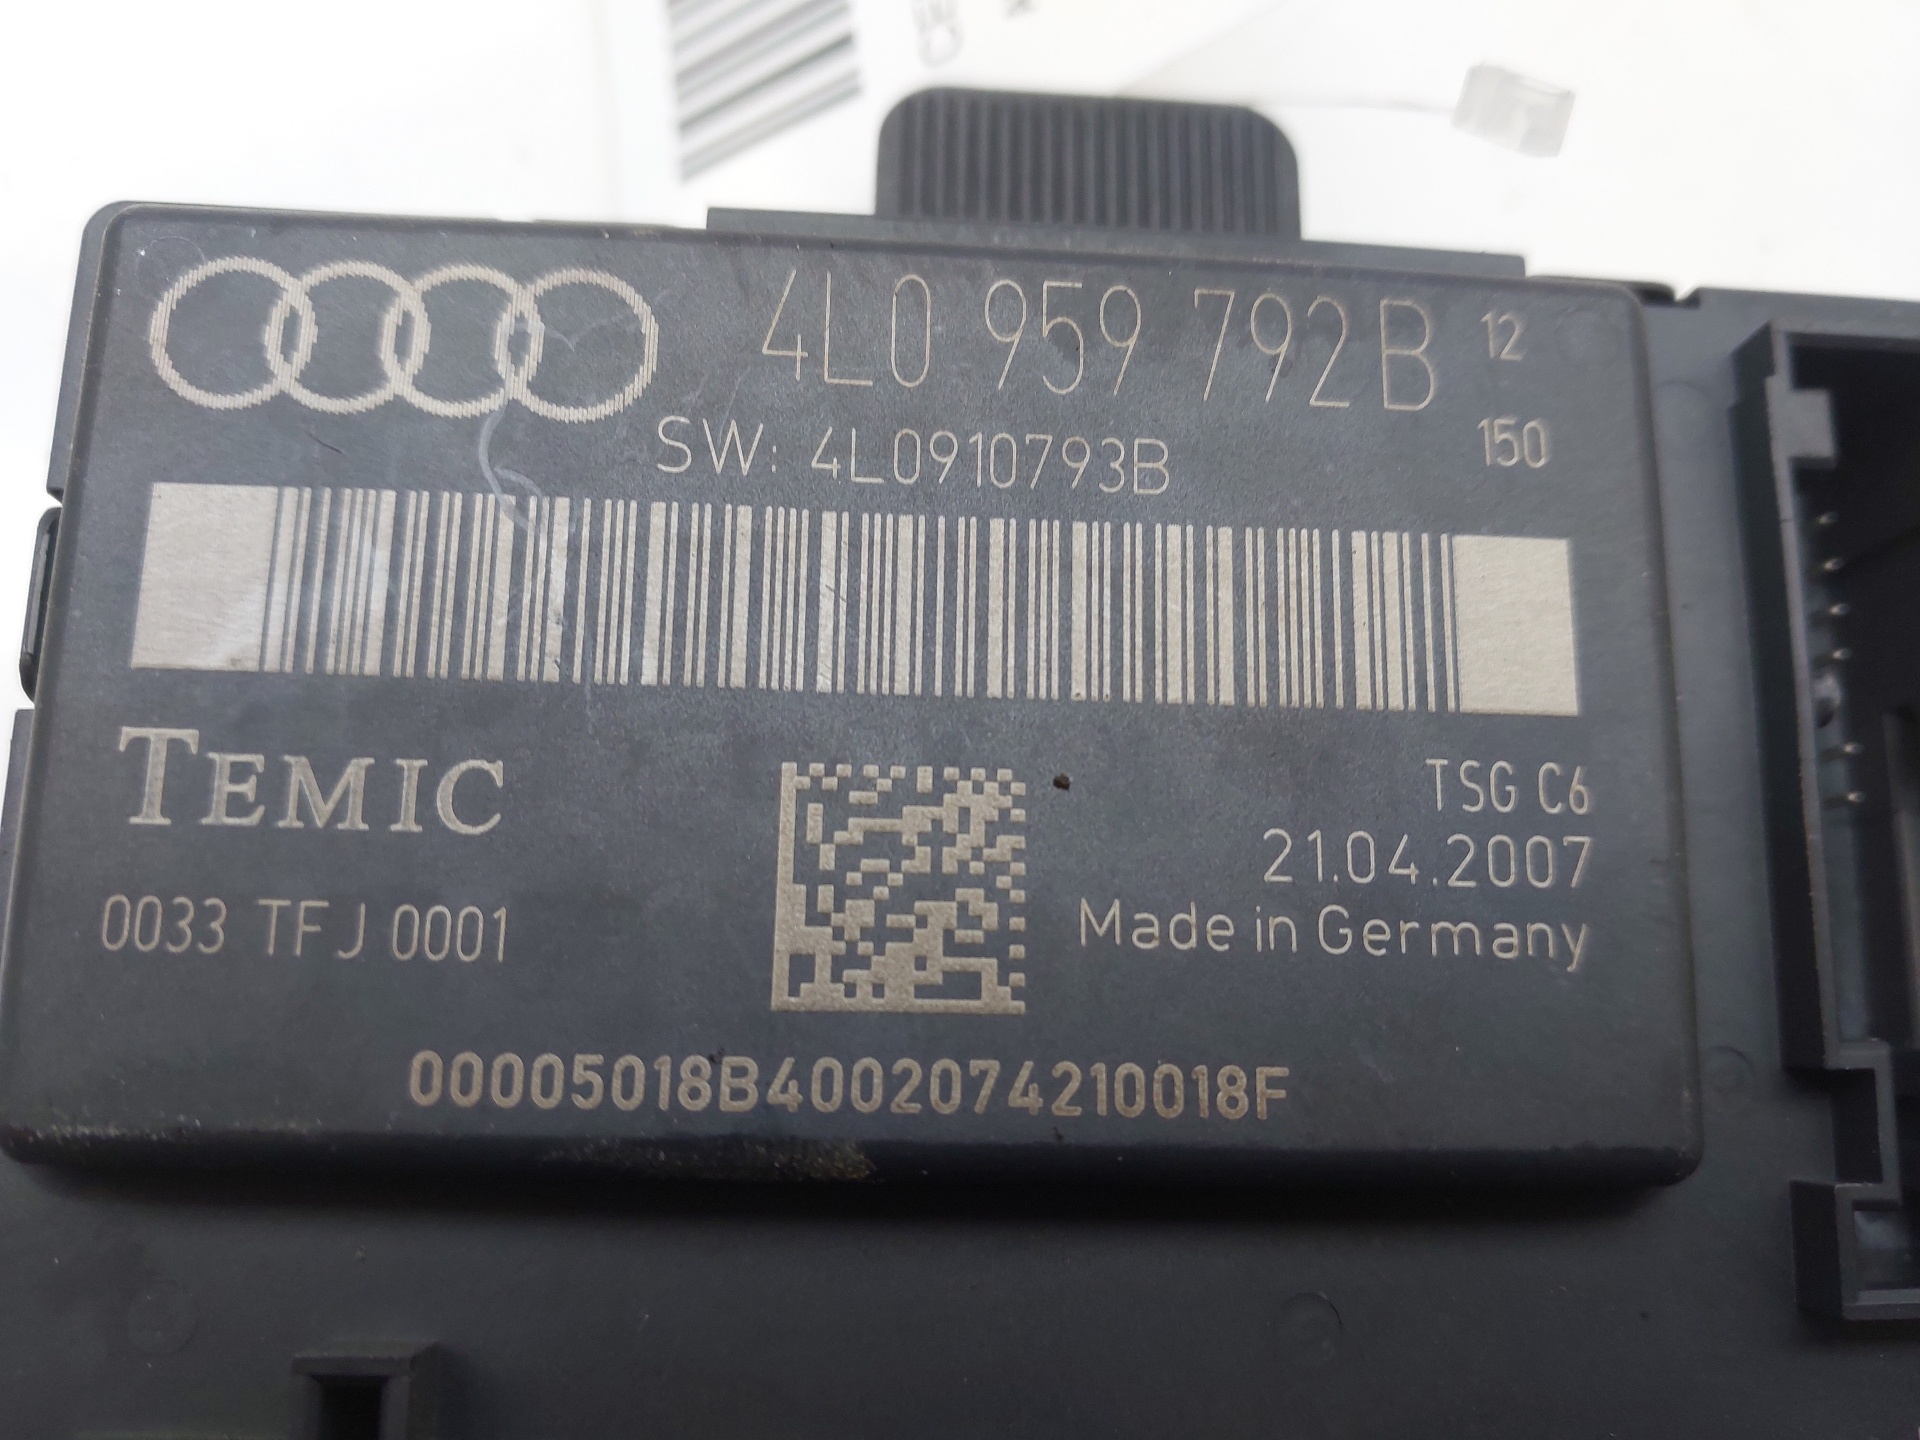 4L0 959 792B 12
SW: 4L0910793B 150
TEMIC
TSG C6
21.04.2007
0033 TFJ 0001
Made in Germany
00005018B4002074210018F